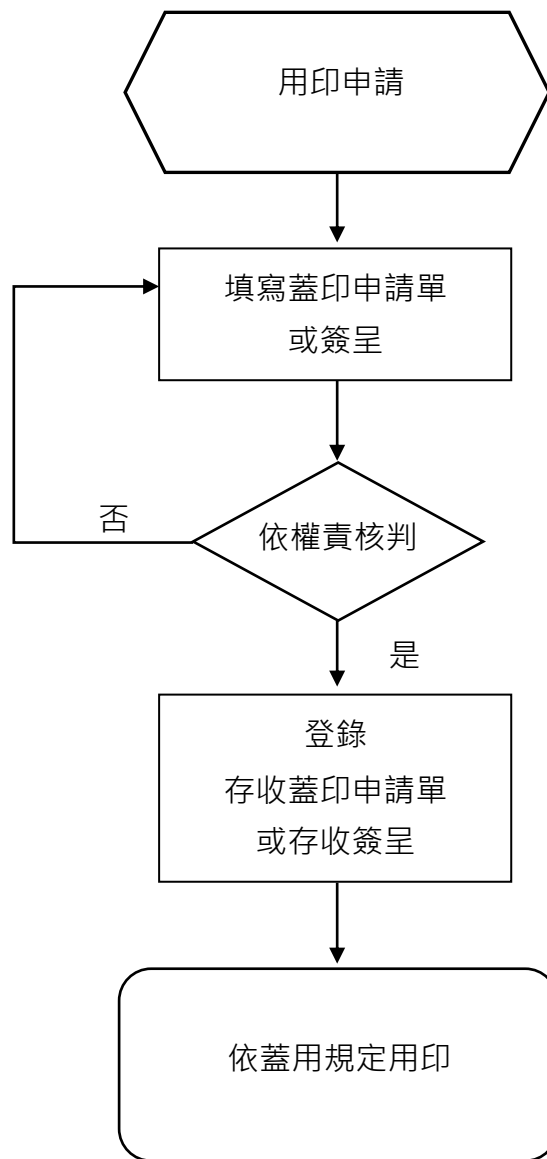 用印申請
填寫蓋印申請單
或簽呈
依權責核判
否
是
登錄
存收蓋印申請單
或存收簽呈
依蓋用規定用印